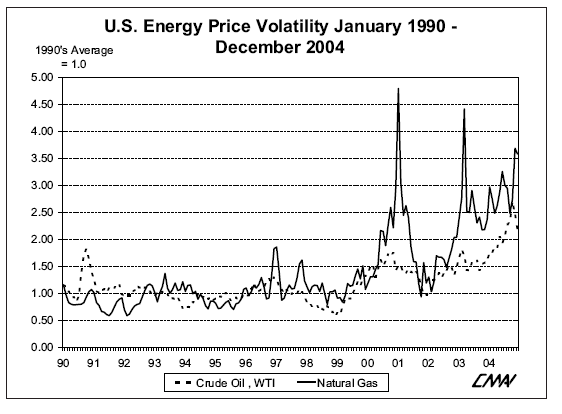 U.S. Energy Price Volatility January 1990 -
December 2004
1990's Average
= 1.0
5.00
4.50
4.00
3.50
3.00
2.50
2.00
1.50
1.00
0.50
0.00
90 91 92 93 94 95 96 97 98 99 00 01 02 03 04
Crude Oil , WTI Natural Gas
CMAI